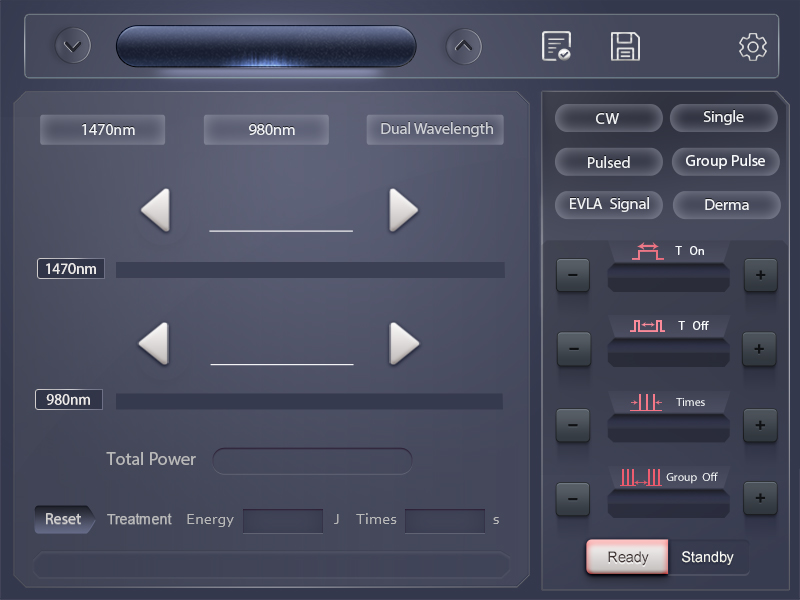 1470nm 980nm Dual Wavelength
1470nm
980nm
Total Power
Reset Treatment Energy J Times s
CW Single
Pulsed Group Pulse
EVLA Signal Derma
T On
- +
T Off
- +
Times
- +
Group Off
- +
Ready Standby